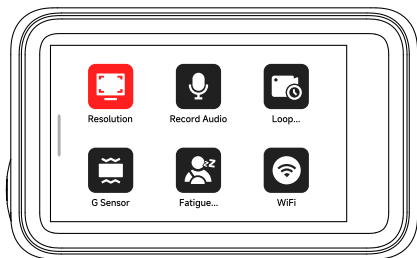 Resolution
Record Audio
Loop...
G Sensor
Fatigue...
WiFi